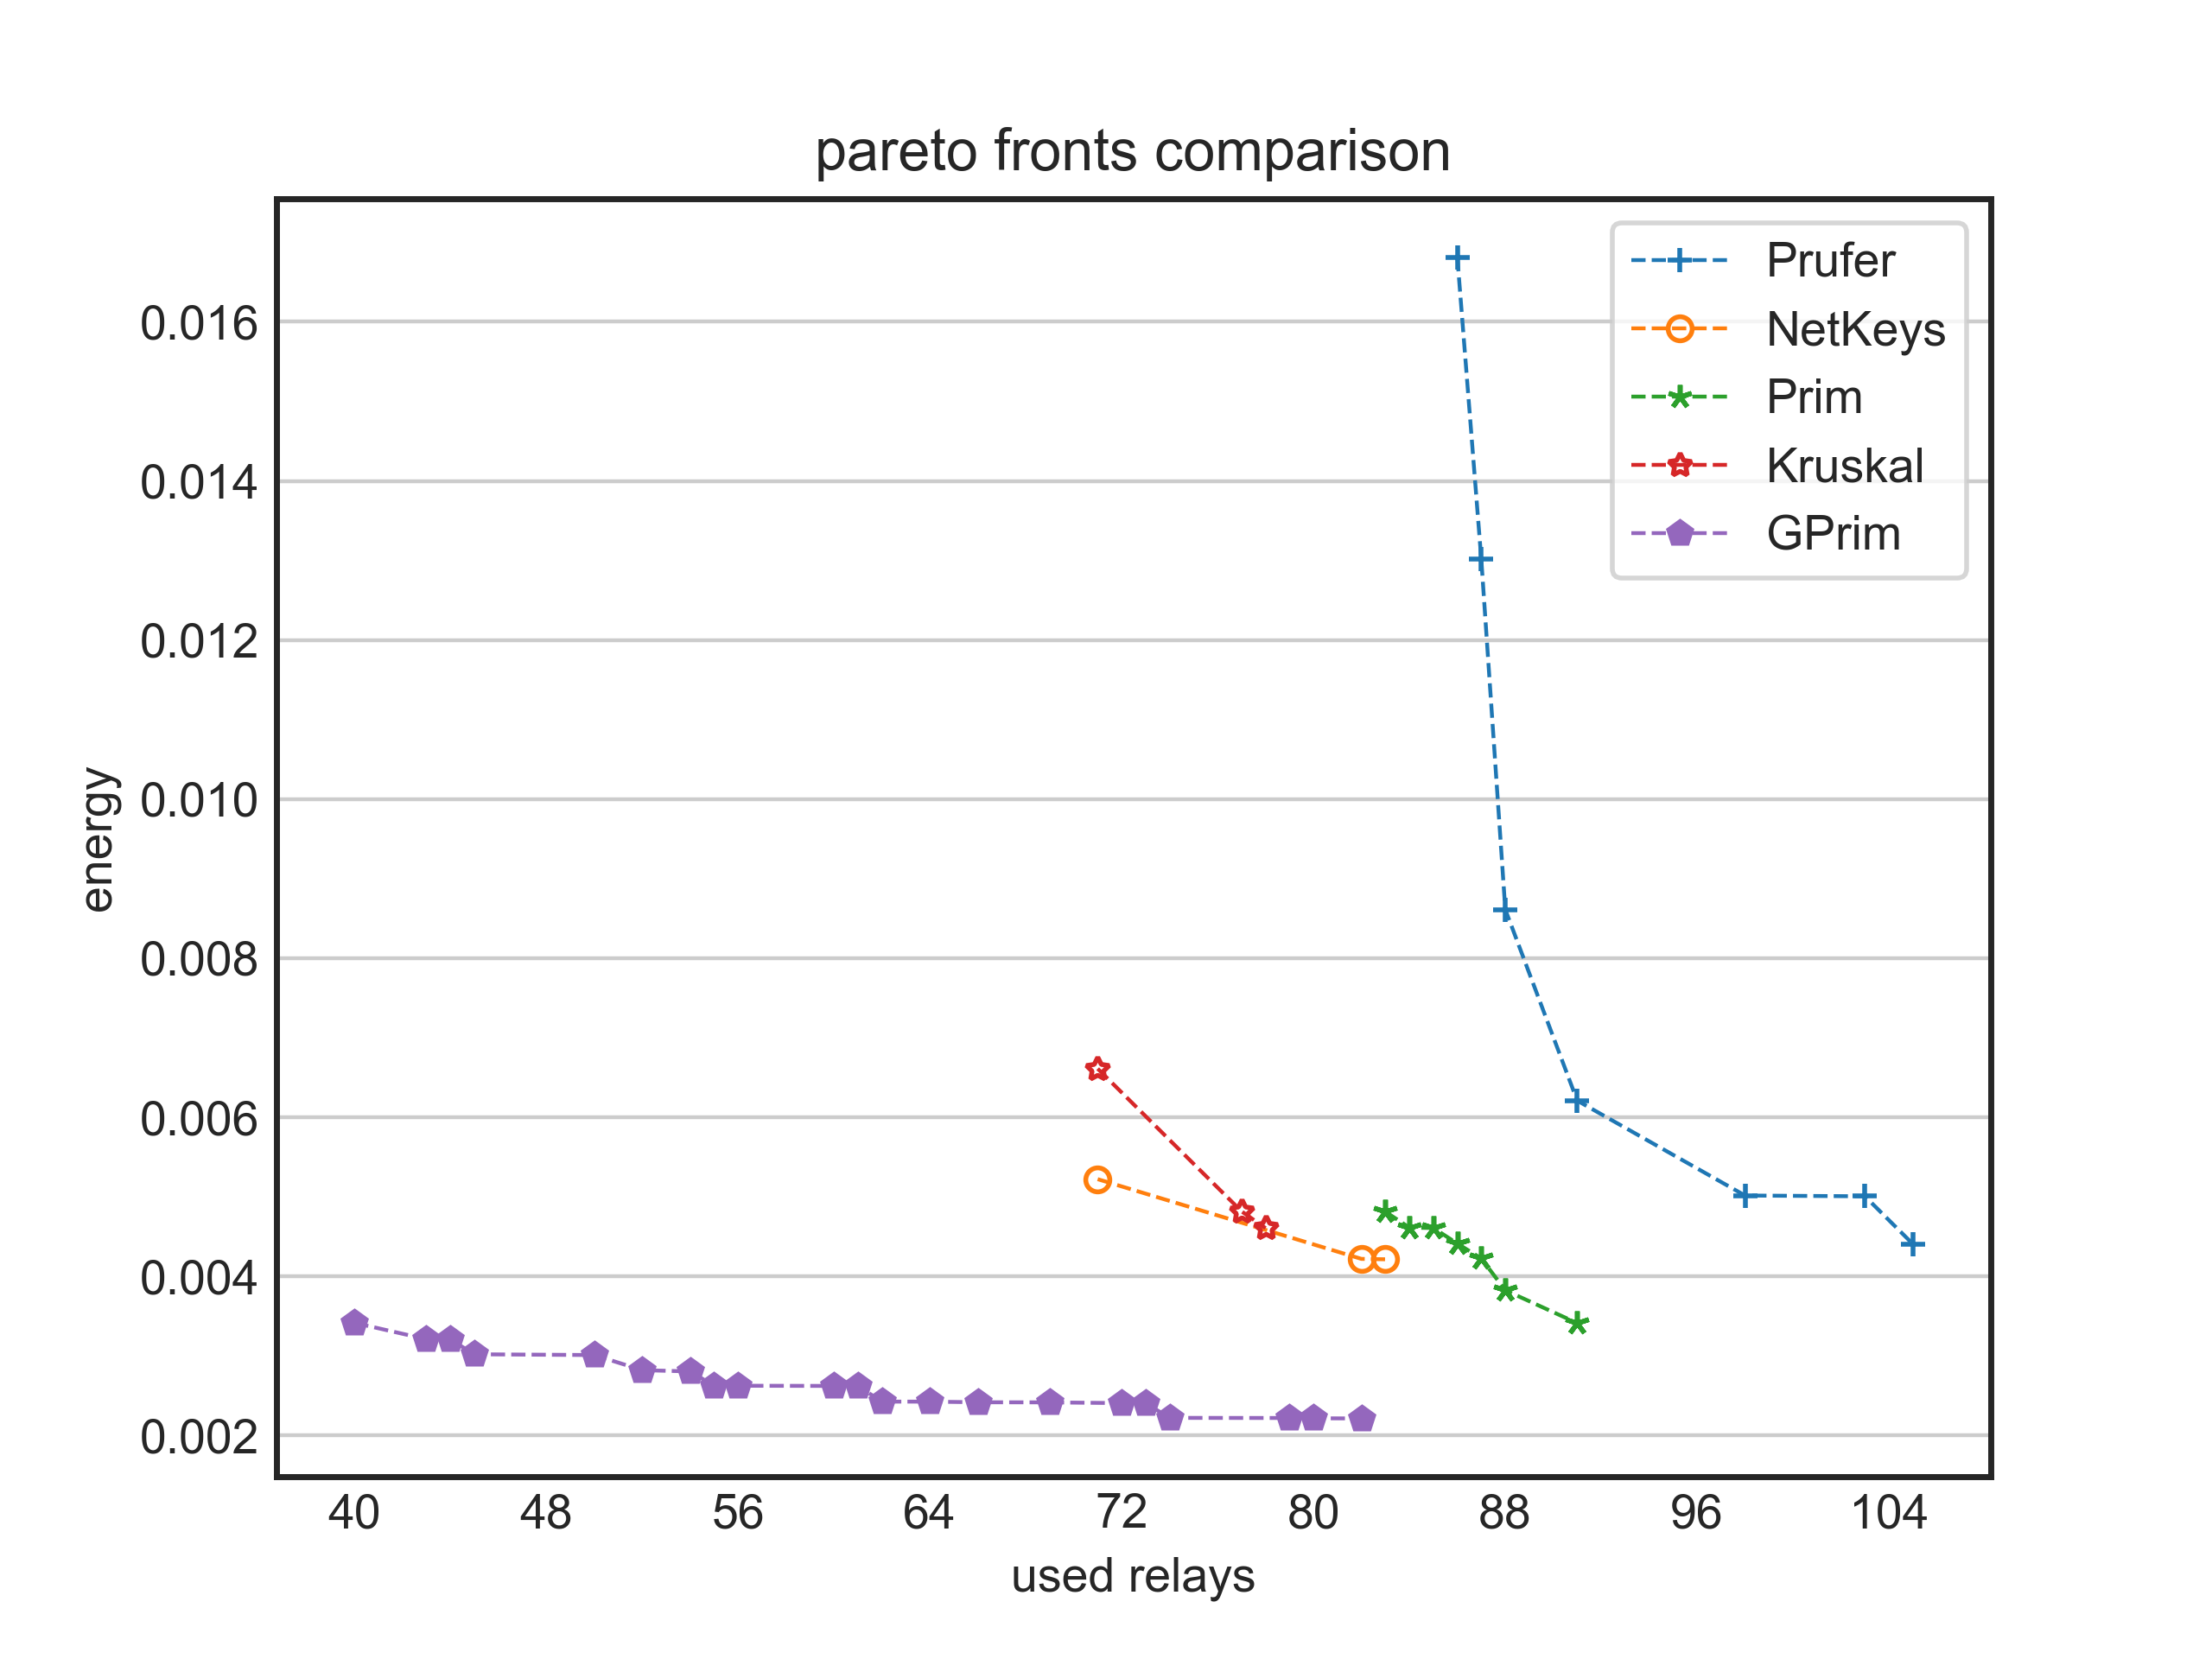 pareto fronts comparison
Prufer
NetKeys
Prim
Kruskal
GPrim
0.016
0.014
0.012
0.010
0.008
0.006
0.004
0.002
energy
40 48 56 64 72 80 88 96 104
used relays